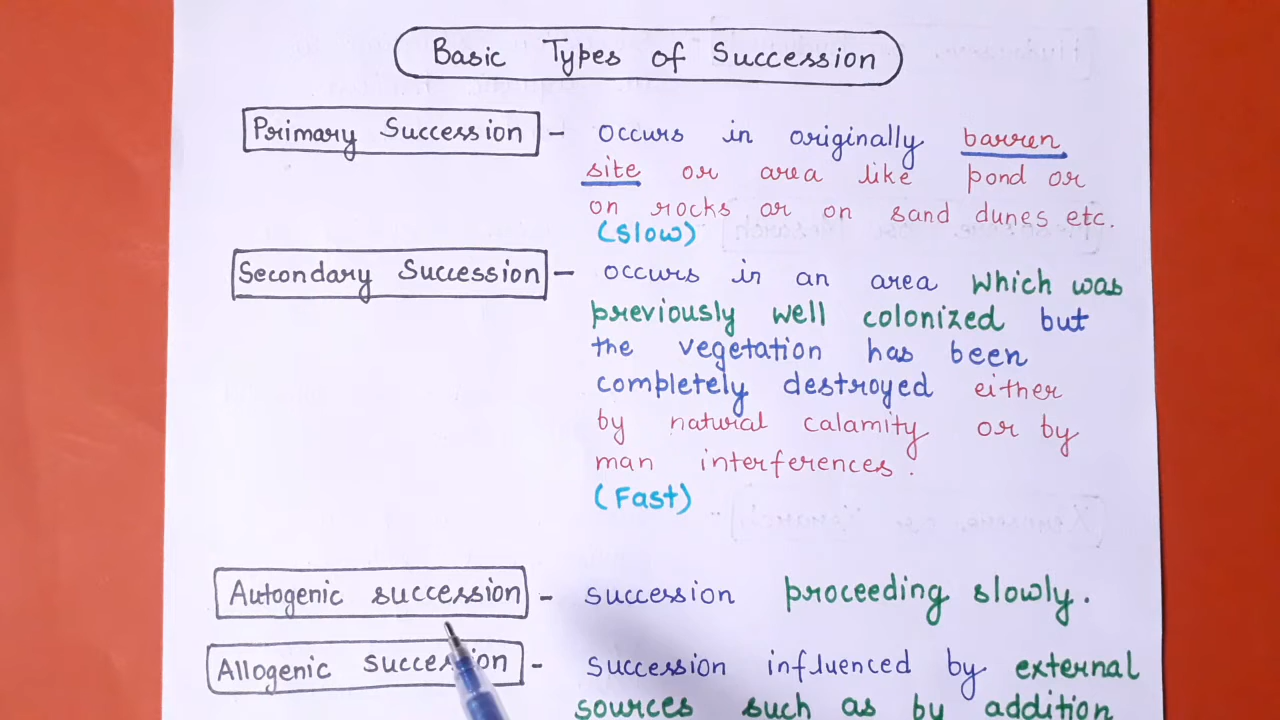 Basic Types of Succession
Primary Succession - occurs in originally barren
site or area like pond or
on rocks or on sand dunes etc.
(Slow)
Secondary Succession - occurs in an area which was
previously well colonized but
the vegetation has been
completely destroyed either
by natural calamity or by
man interferences.
(Fast)
Autogenic succession - succession proceeding slowly.
Allogenic succession - succession influenced by external
sources such as by addition